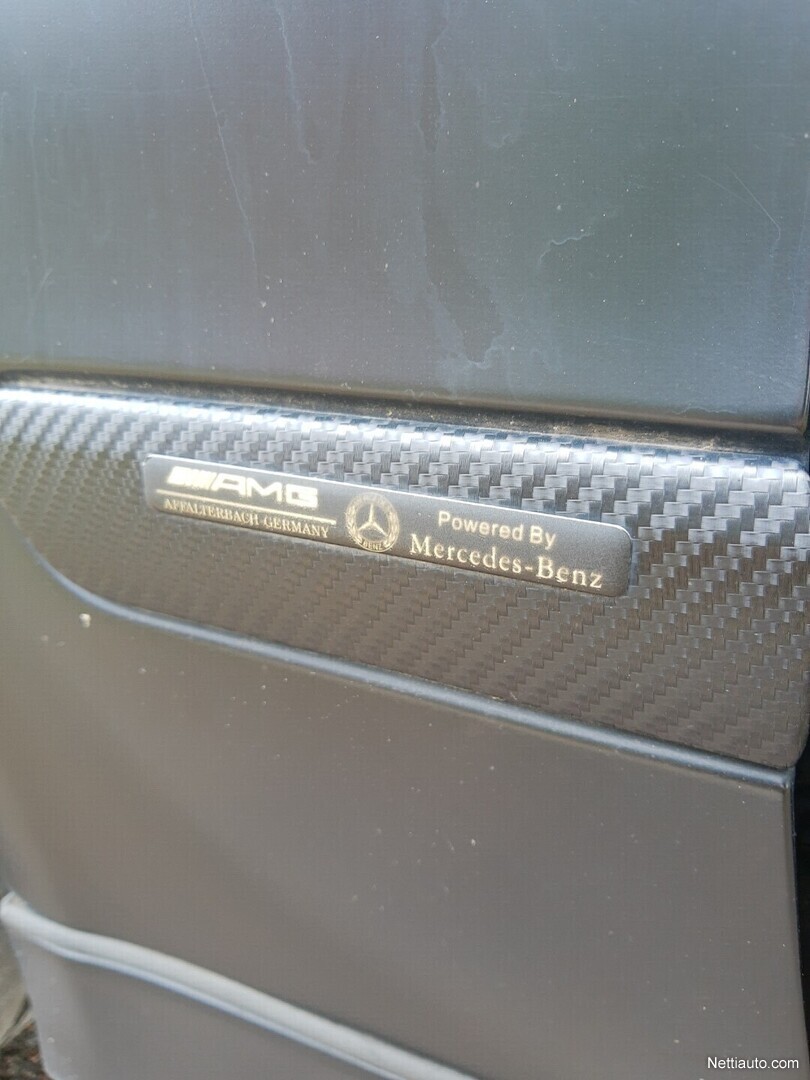 AMG
AFFALTERBACH GERMANY
BENZ
Powered By
Mercedes-Benz
Nettiauto.com